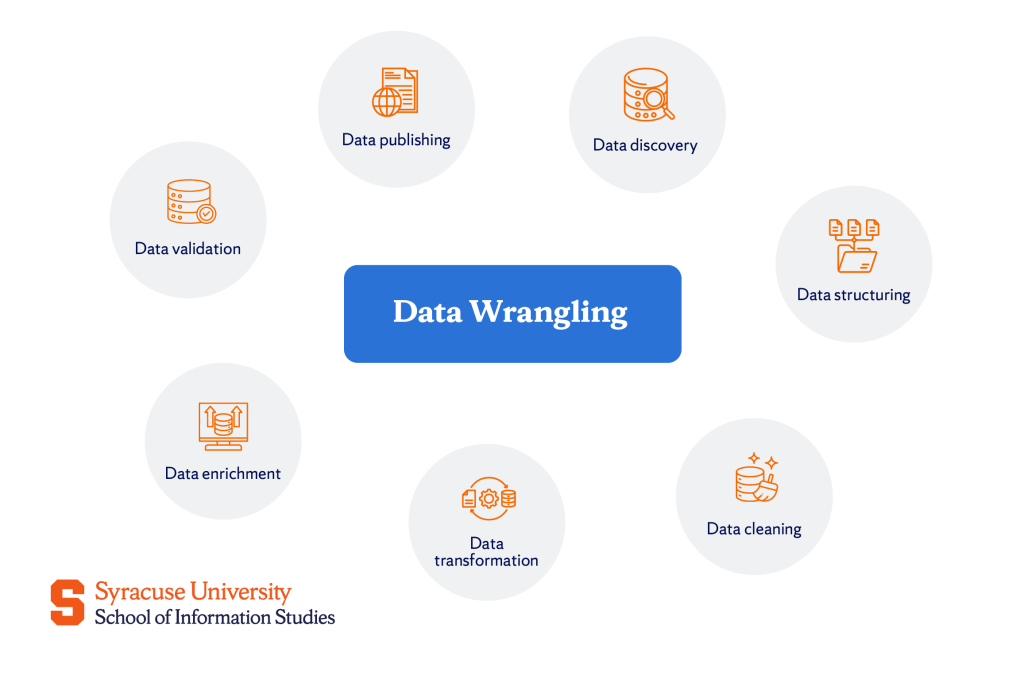 Data publishing
Data discovery
Data validation
Data structuring
Data Wrangling
Data enrichment
Data cleaning
Data
transformation
S
Syracuse University
School of Information Studies